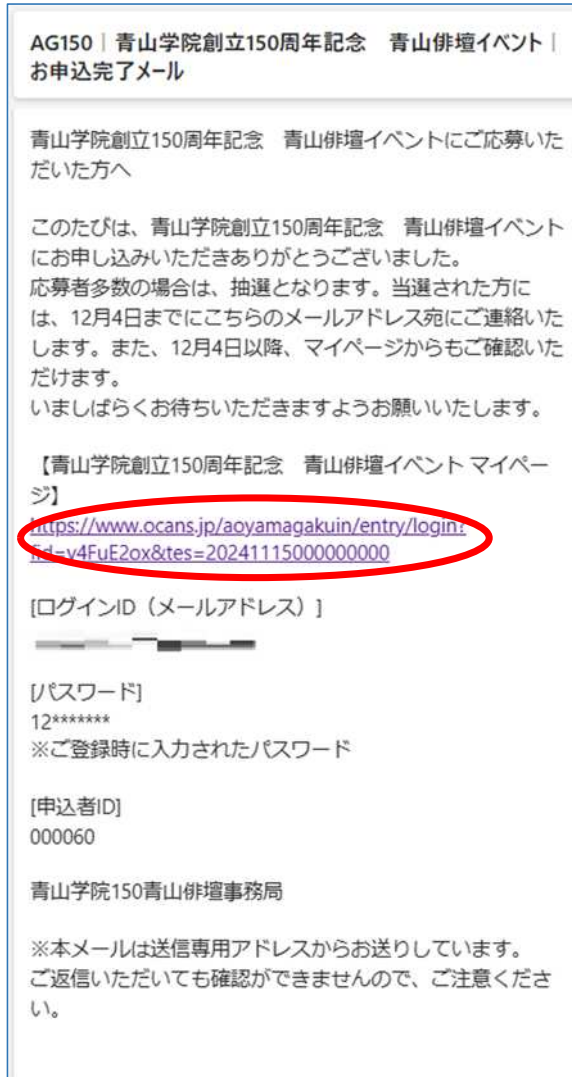 AG150｜青山学院創立150周年記念　青山俳壇イベント｜
お申込完了メール
青山学院創立150周年記念　青山俳壇イベントにご応募いた
だいた方へ
このたびは、青山学院創立150周年記念　青山俳壇イベント
にお申し込みいただきありがとうございました。
応募者多数の場合は、抽選となります。当選された方に
は、12月4日までにこちらのメールアドレス宛にご連絡いた
します。また、12月4日以降、マイページからもご確認いた
だけます。
いましばらくお待ちいただきますようお願いいたします。
【青山学院創立150周年記念　青山俳壇イベント マイペー
ジ】
https://www.ocans.jp/aoyamagakuin/entry/login?
fid=v4FuE2ox&tes=20241115000000000
[ログインID（メールアドレス）]
[パスワード]
12*******
※ご登録時に入力されたパスワード
[申込者ID]
000060
青山学院150青山俳壇事務局
※本メールは送信専用アドレスからお送りしています。
ご返信いただいても確認ができませんので、ご注意くださ
い。